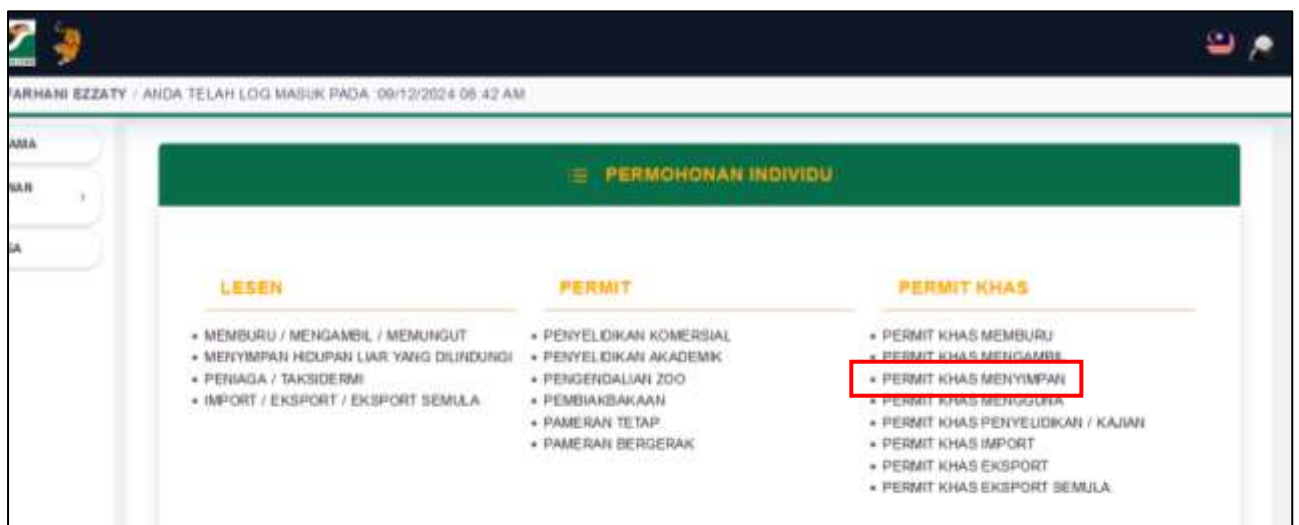 FARHANI EZZATY / ANDA TELAH LOG MASUK PADA :09/12/2024 08:42 AM
PERMOHONAN INDIVIDU
LESEN
• MEMBURU / MENGAMBIL / MEMUNGUT
• MENYIMPAN HIDUPAN LIAR YANG DILINDUNGI
• PENIAGA / TAKSIDERMI
• IMPORT / EKSPORT / EKSPORT SEMULA
PERMIT
• PENYELIDIKAN KOMERSIAL
• PENYELIDIKAN AKADEMIK
• PENGENDALIAN ZOO
• PEMBIAKBAKAAN
• PAMERAN TETAP
• PAMERAN BERGERAK
PERMIT KHAS
• PERMIT KHAS MEMBURU
• PERMIT KHAS MENGAMBIL
• PERMIT KHAS MENYIMPAN
• PERMIT KHAS MENGGUNA
• PERMIT KHAS PENYELIDIKAN / KAJIAN
• PERMIT KHAS IMPORT
• PERMIT KHAS EKSPORT
• PERMIT KHAS EKSPORT SEMULA